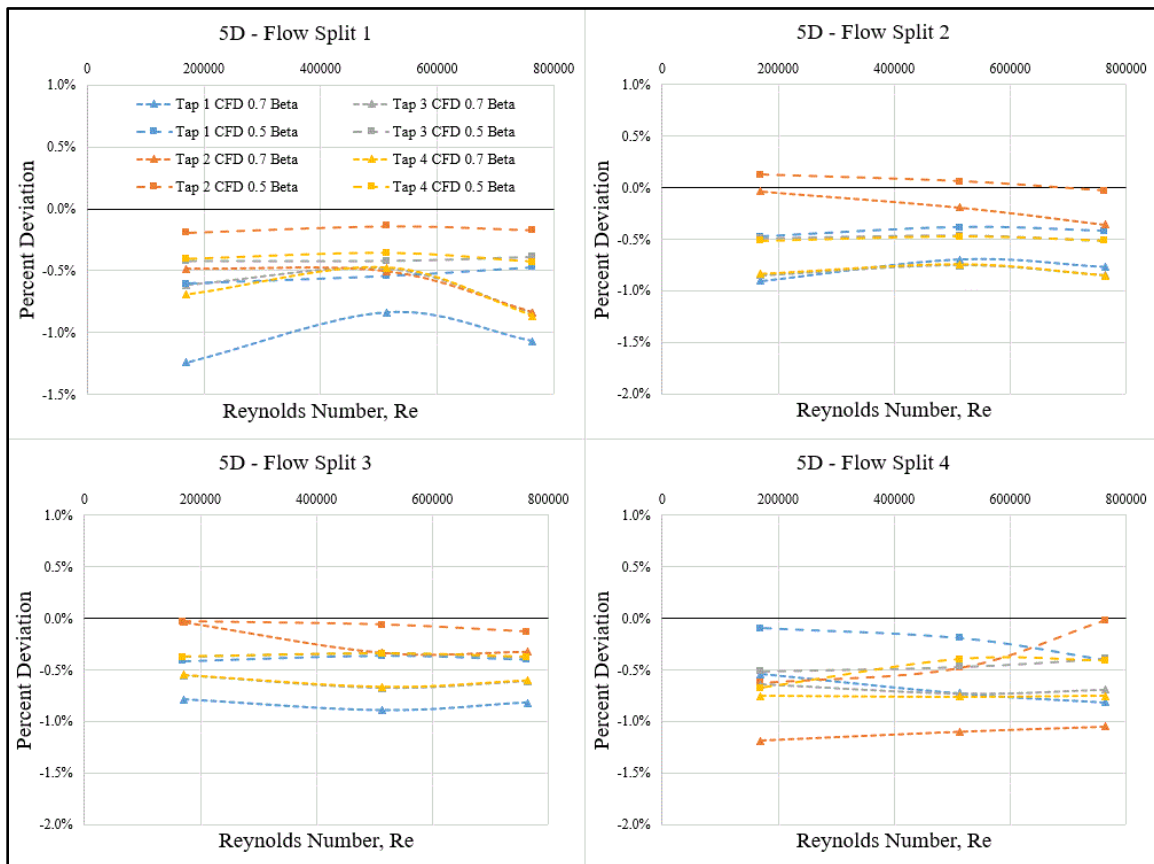 5D - Flow Split 1
0 200000 400000 600000 800000
1.0%
Tap 1 CFD 0.7 Beta Tap 3 CFD 0.7 Beta
Tap 1 CFD 0.5 Beta Tap 3 CFD 0.5 Beta
0.5%
Tap 2 CFD 0.7 Beta Tap 4 CFD 0.7 Beta
Tap 2 CFD 0.5 Beta Tap 4 CFD 0.5 Beta
0.0%
-0.5%
-1.0%
-1.5%
Percent Deviation
Reynolds Number, Re
5D - Flow Split 2
0 200000 400000 600000 800000
1.0%
0.5%
0.0%
-0.5%
-1.0%
-1.5%
-2.0%
Percent Deviation
Reynolds Number, Re
5D - Flow Split 3
0 200000 400000 600000 800000
1.0%
0.5%
0.0%
-0.5%
-1.0%
-1.5%
-2.0%
Percent Deviation
Reynolds Number, Re
5D - Flow Split 4
0 200000 400000 600000 800000
1.0%
0.5%
0.0%
-0.5%
-1.0%
-1.5%
-2.0%
Percent Deviation
Reynolds Number, Re